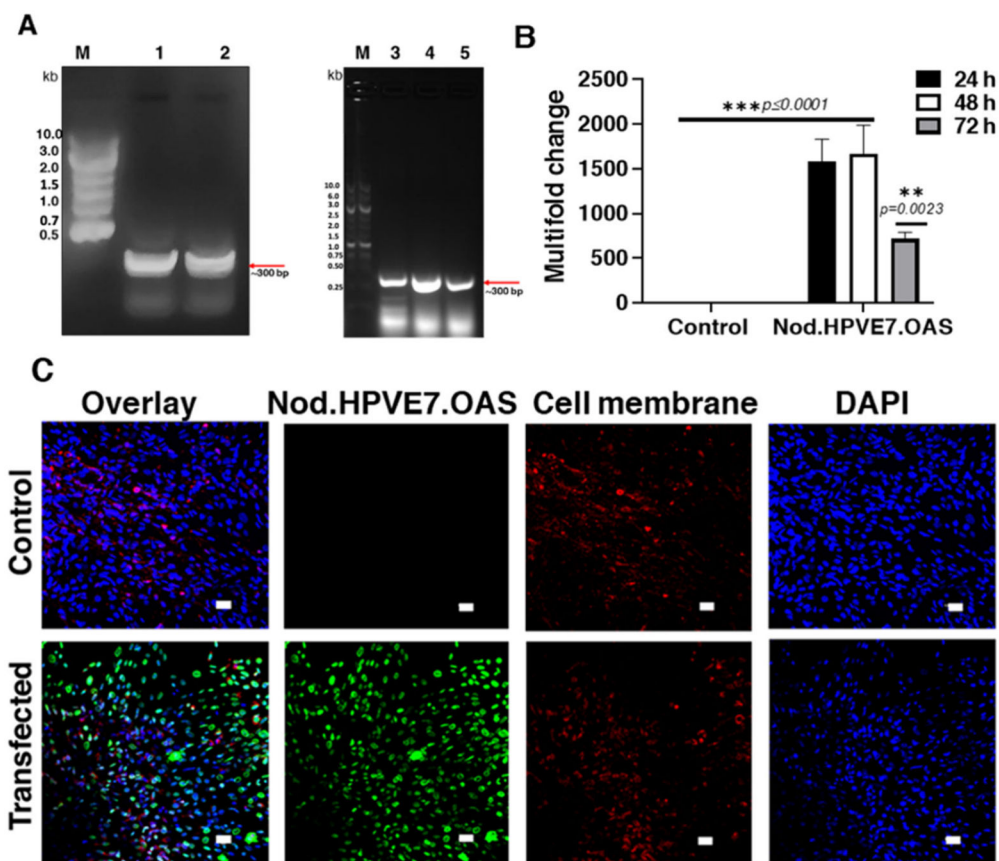 A
M 1 2
kb
10.0
3.0
2.0
1.5
1.0
0.7
0.5
~300 bp
M 3 4 5
kb
10.0
6.0
3.0
2.5
2.0
1.5
1.0
0.75
0.50
0.25
~300 bp
B
Multifold change
2500
2000
1500
1000
500
0
***p≤0.0001
**
p=0.0023
24 h
48 h
72 h
Control Nod.HPVE7.OAS
C
Overlay Nod.HPVE7.OAS Cell membrane DAPI
Control
Transfected